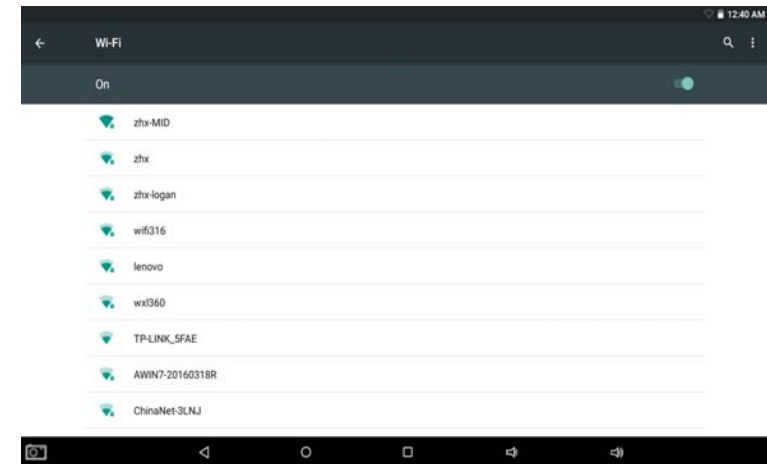 12:40 AM
Wi-Fi
On
zhx-MID
zhx
zhx-logan
wifi316
lenovo
wxl360
TP-LINK_5FAE
AWIN7-20160318R
ChinaNet-3LNJ